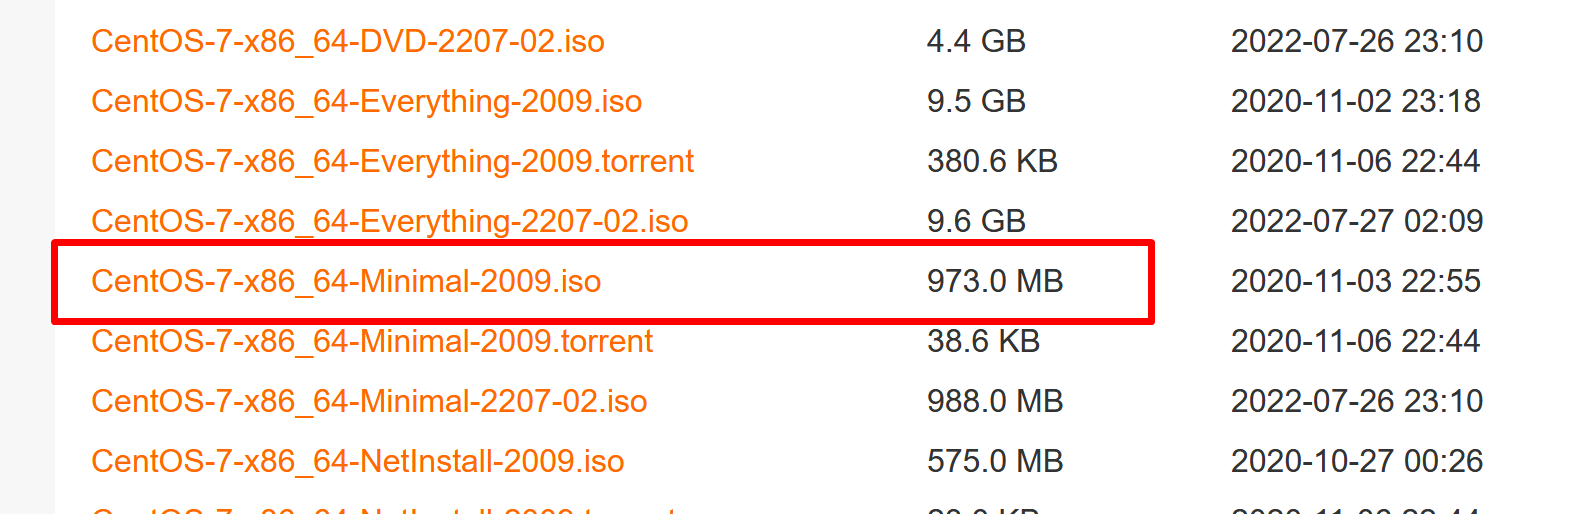 CentOS-7-x86_64-DVD-2207-02.iso 4.4 GB 2022-07-26 23:10
CentOS-7-x86_64-Everything-2009.iso 9.5 GB 2020-11-02 23:18
CentOS-7-x86_64-Everything-2009.torrent 380.6 KB 2020-11-06 22:44
CentOS-7-x86_64-Everything-2207-02.iso 9.6 GB 2022-07-27 02:09
CentOS-7-x86_64-Minimal-2009.iso 973.0 MB 2020-11-03 22:55
CentOS-7-x86_64-Minimal-2009.torrent 38.6 KB 2020-11-06 22:44
CentOS-7-x86_64-Minimal-2207-02.iso 988.0 MB 2022-07-26 23:10
CentOS-7-x86_64-NetInstall-2009.iso 575.0 MB 2020-10-27 00:26